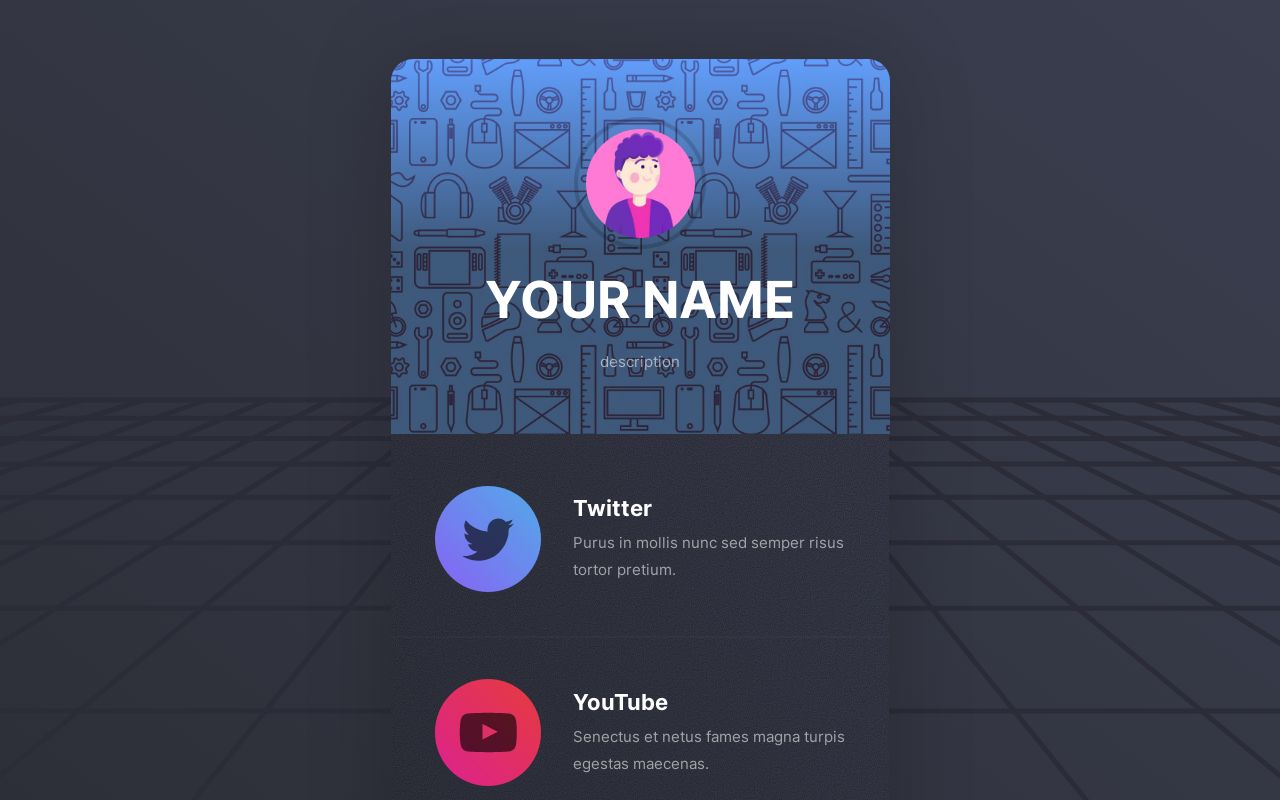 YOUR NAME
description
Twitter
Purus in mollis nunc sed semper risus
tortor pretium.
YouTube
Senectus et netus fames magna turpis
egestas maecenas.